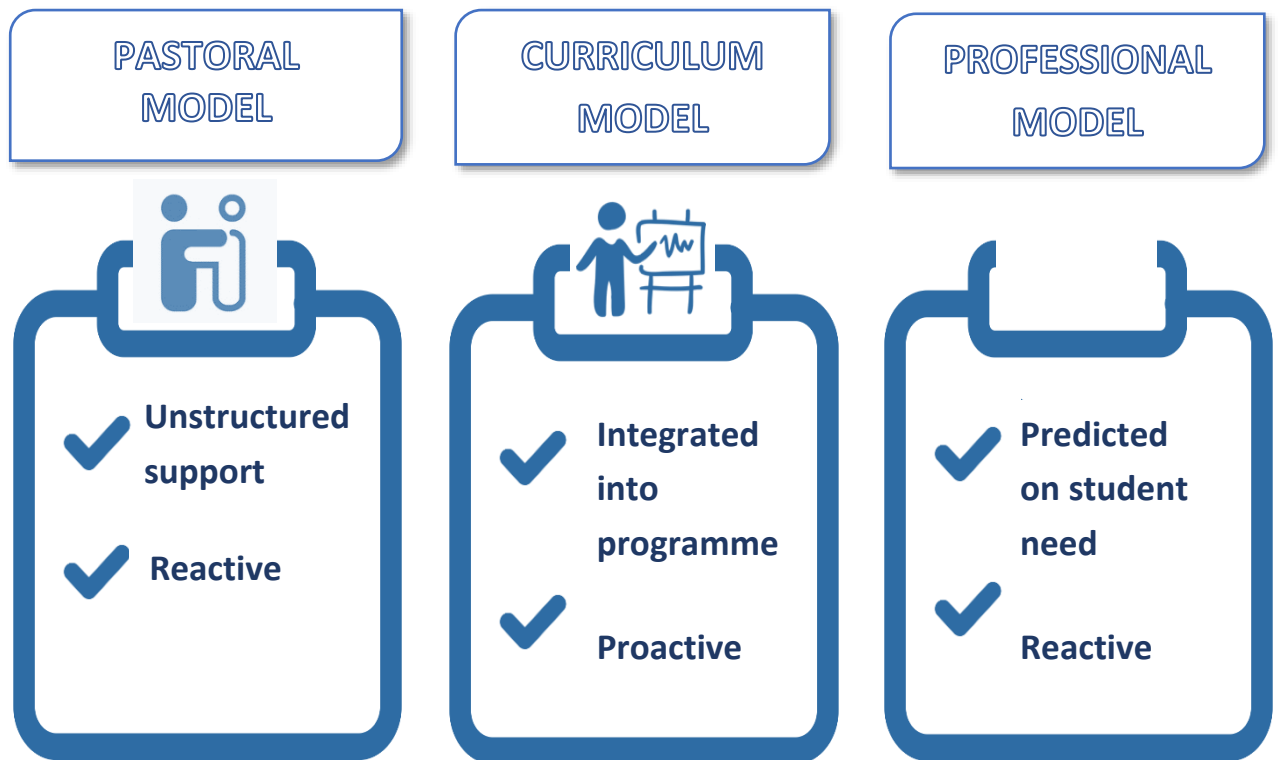 PASTORAL
MODEL
Unstructured
support
Reactive
CURRICULUM
MODEL
Integrated
into
programme
Proactive
PROFESSIONAL
MODEL
Predicted
on student
need
Reactive